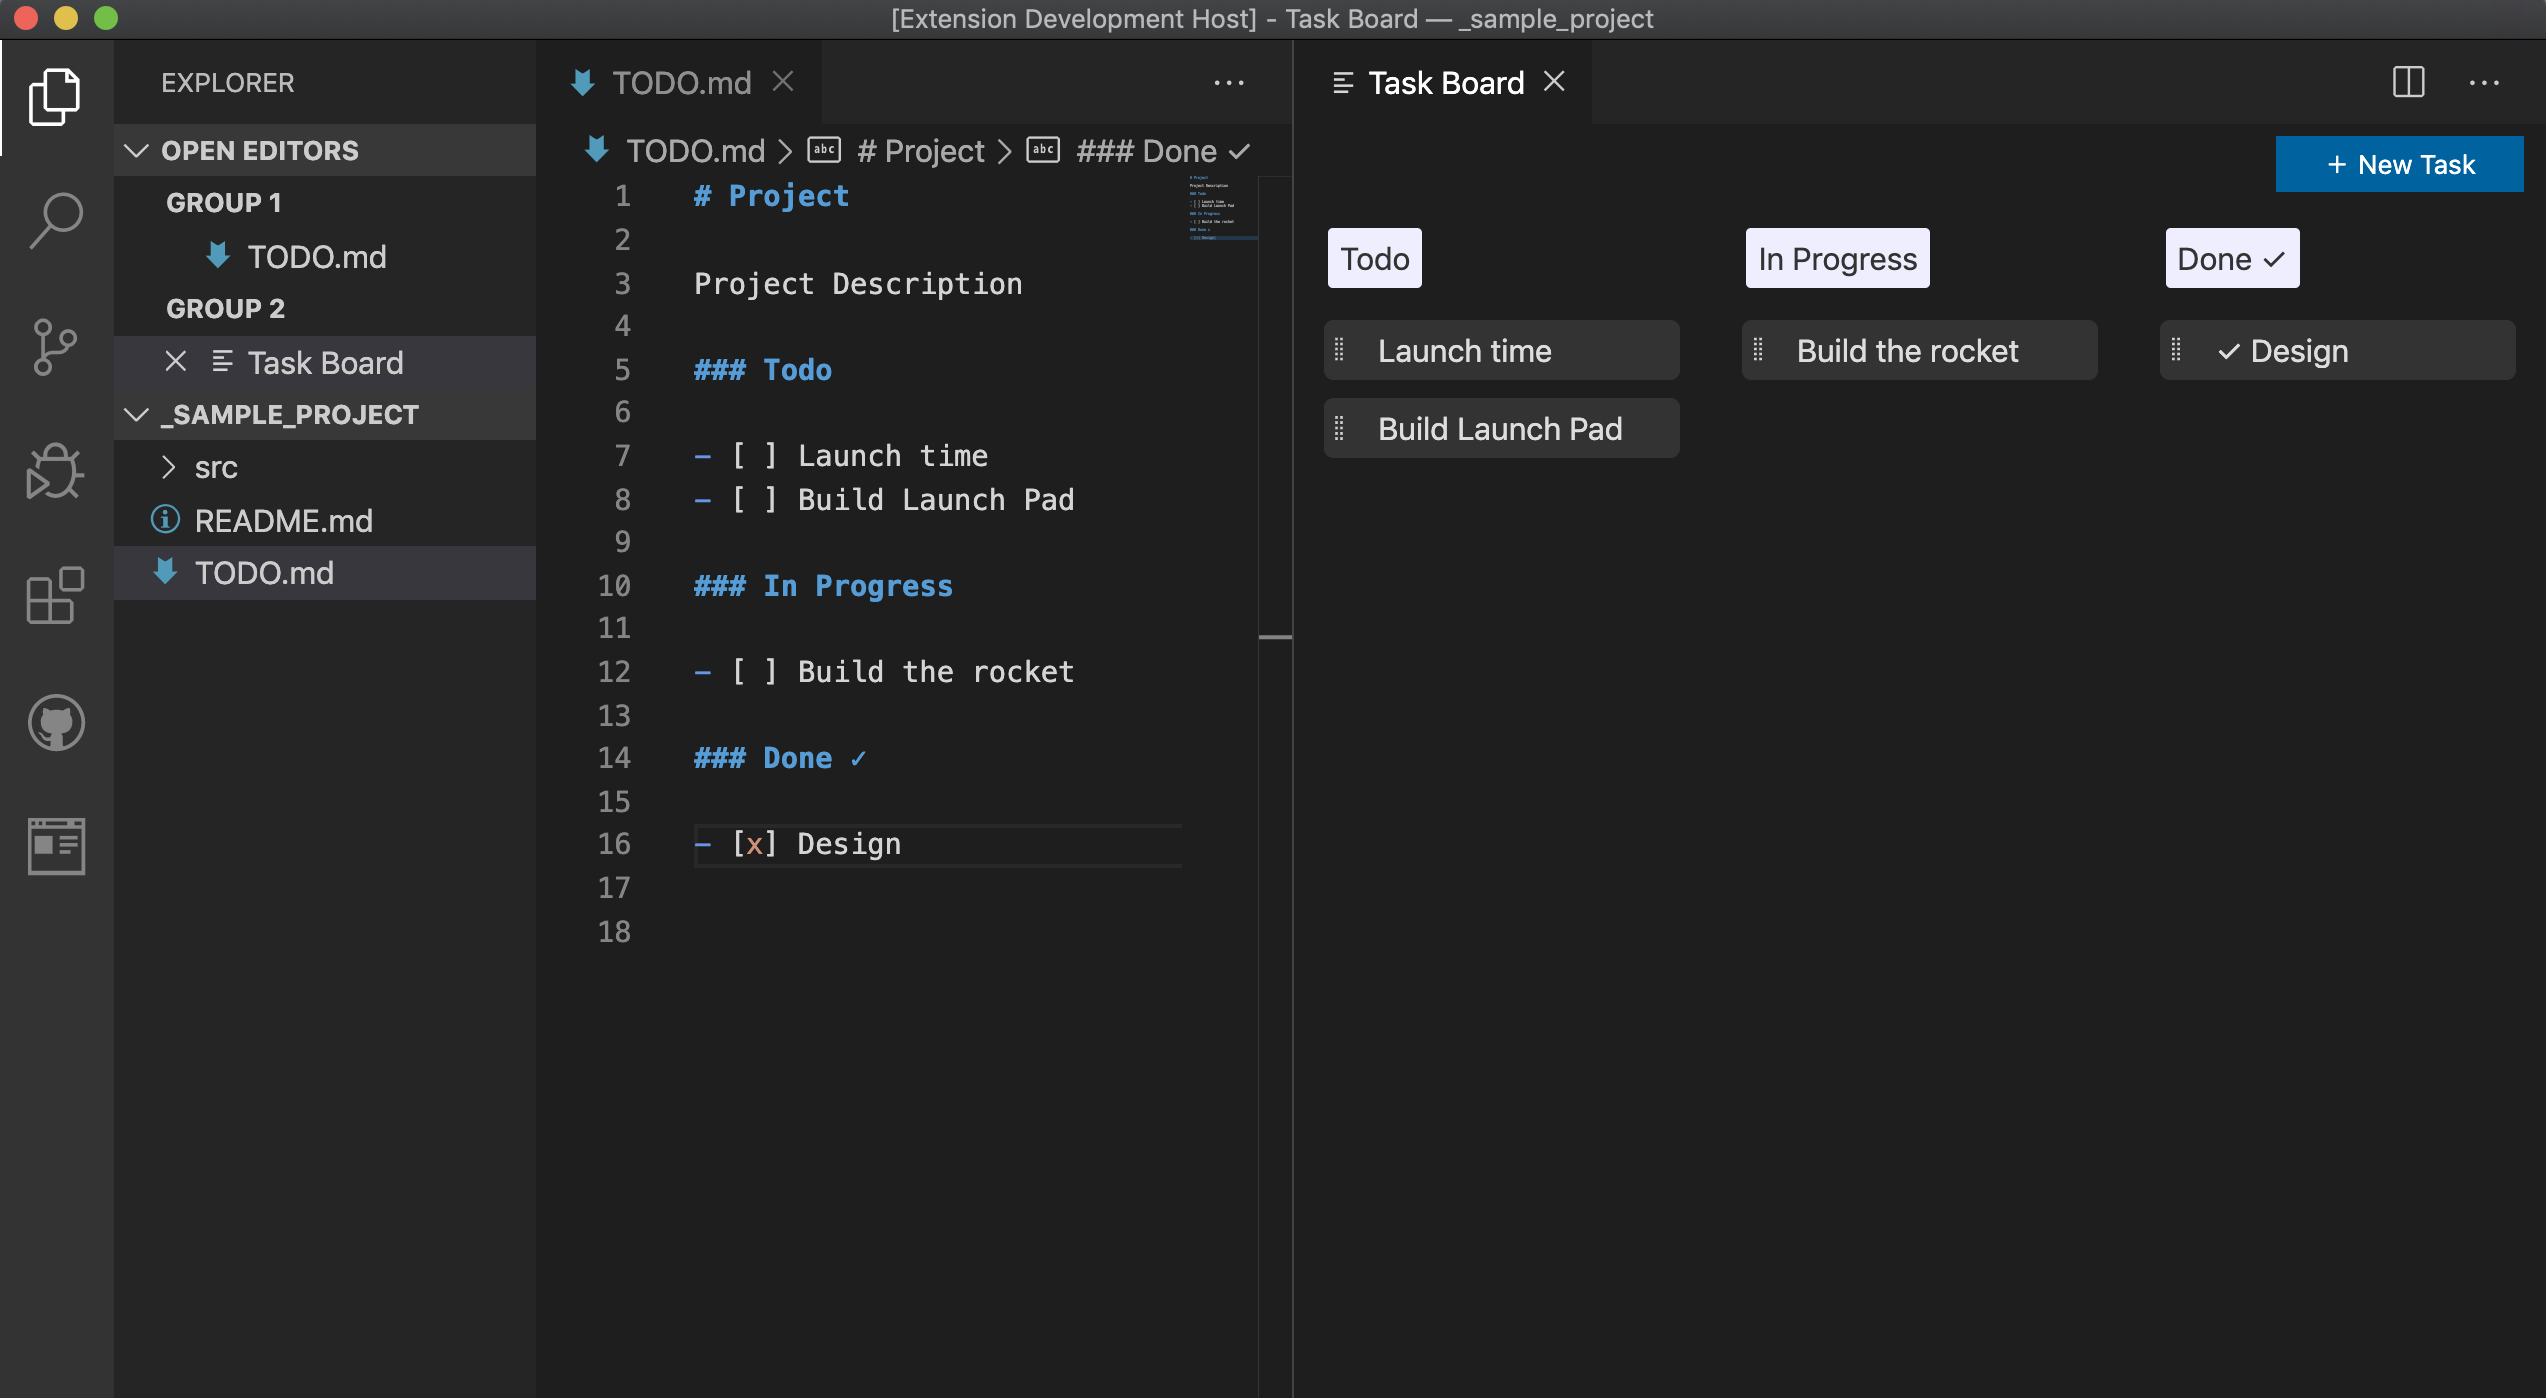 [Extension Development Host] - Task Board — _sample_project
EXPLORER
OPEN EDITORS
GROUP 1
TODO.md
GROUP 2
Task Board
_SAMPLE_PROJECT
src
README.md
TODO.md
TODO.md
TODO.md > abc # Project > abc ### Done ✓
1 # Project
2
3 Project Description
4
5 ### Todo
6
7 - [ ] Launch time
8 - [ ] Build Launch Pad
9
10 ### In Progress
11
12 - [ ] Build the rocket
13
14 ### Done ✓
15
16 - [x] Design
17
18
Task Board
+ New Task
Todo
Launch time
Build Launch Pad
In Progress
Build the rocket
Done ✓
✓ Design